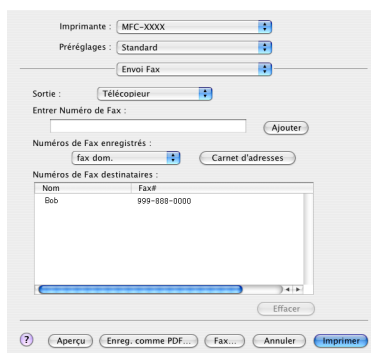 Imprimante : MFC-XXXX
Préréglages : Standard
Envoi Fax
Sortie : Télécopieur
Entrer Numéro de Fax :
Ajouter
Numéros de Fax enregistrés :
fax dom. Carnet d'adresses
Numéros de Fax destinataires :
Nom Fax#
Bob 999-888-0000
Effacer
? Aperçu Enreg. comme PDF... Fax... Annuler Imprimer